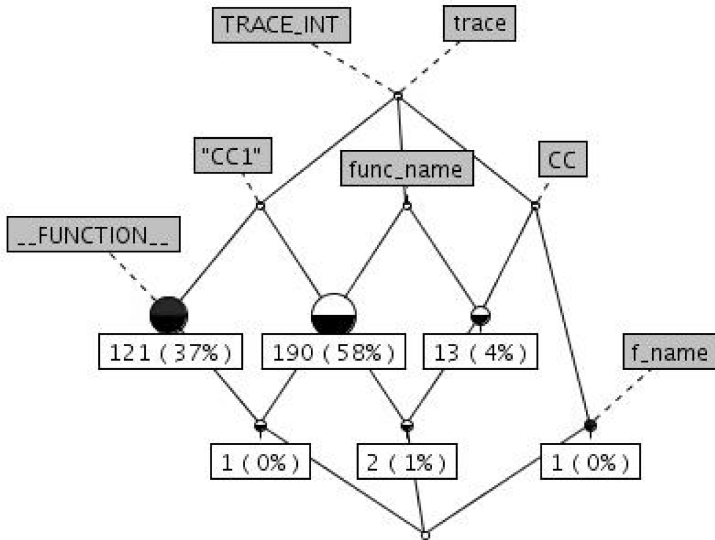 TRACE_INT
trace
"CC1"
func_name
CC
__FUNCTION__
121 ( 37%)
190 ( 58%)
13 ( 4%)
f_name
1 ( 0%)
2 ( 1%)
1 ( 0%)